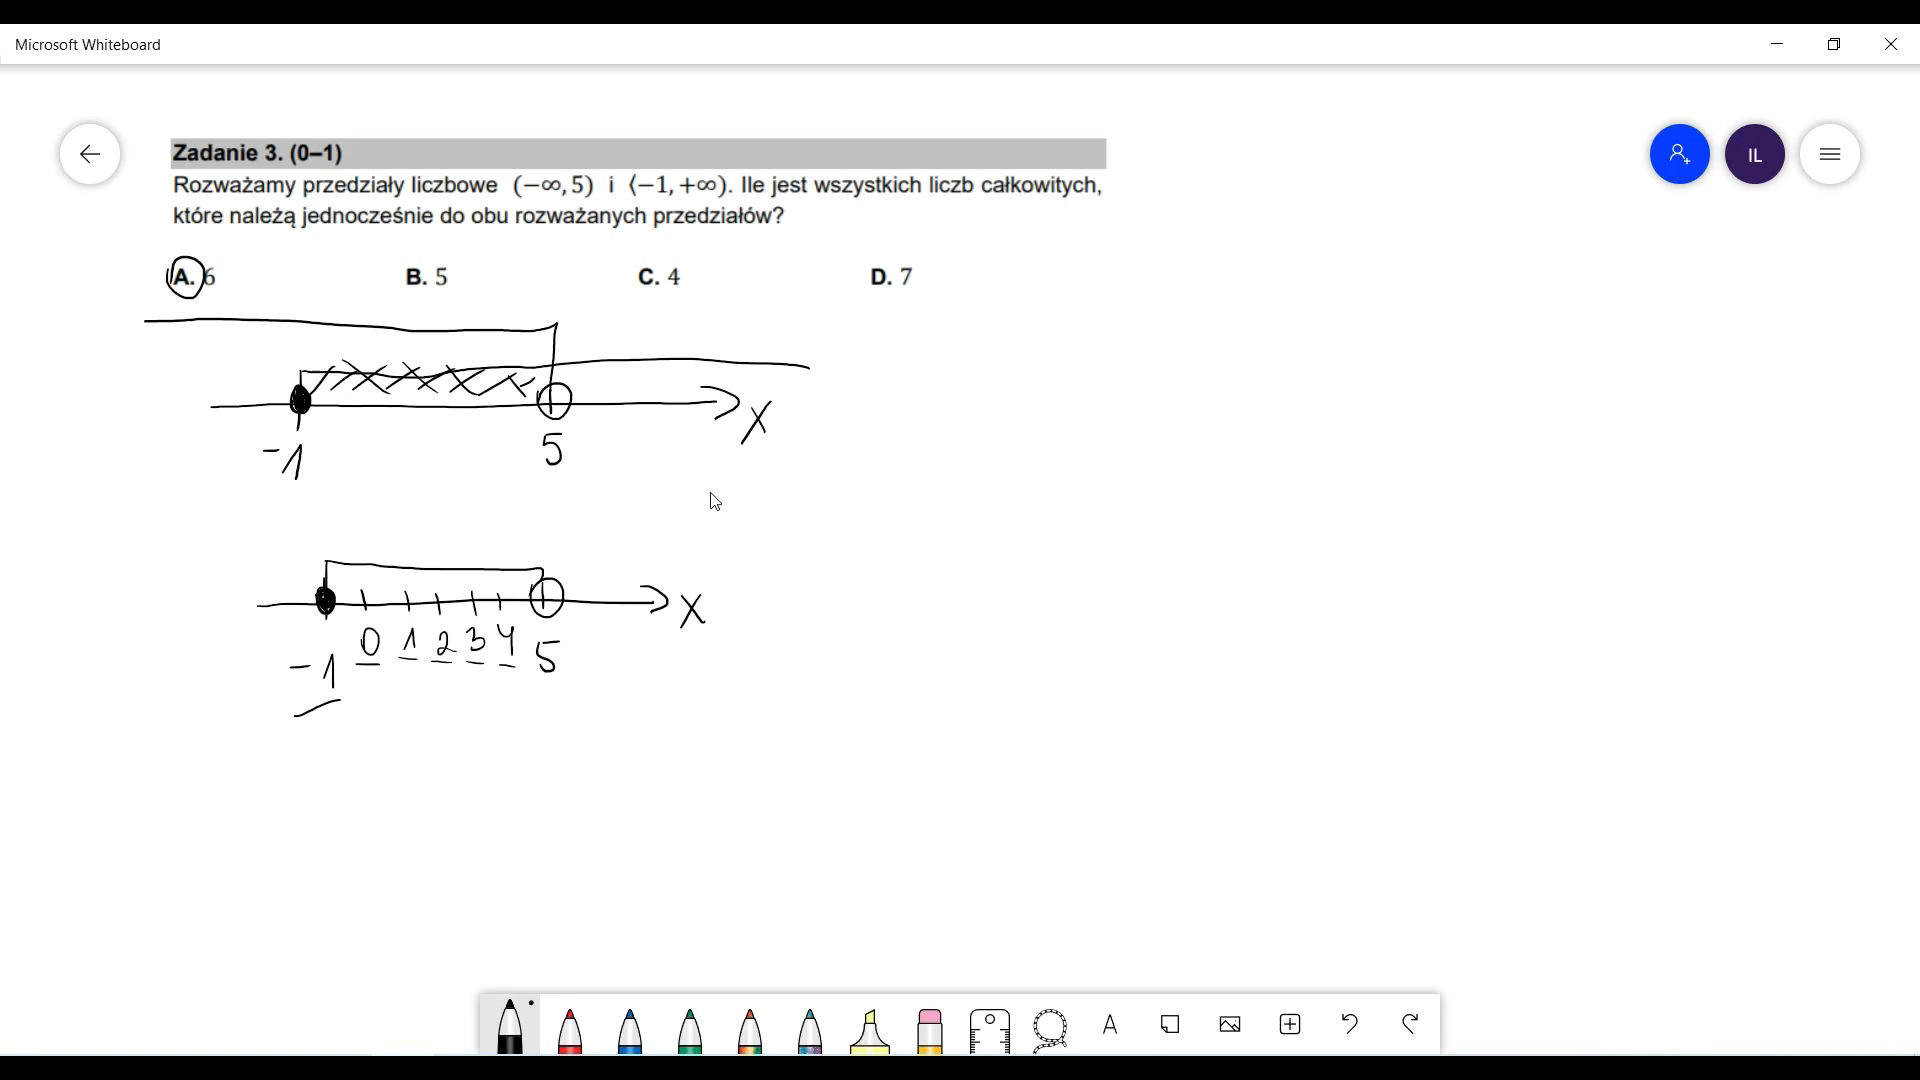 Microsoft Whiteboard
IL
Zadanie 3. (0–1)
Rozważamy przedziały liczbowe (−∞, 5) i ⟨−1, +∞). Ile jest wszystkich liczb całkowitych,
które należą jednocześnie do obu rozważanych przedziałów?
A. 6 B. 5 C. 4 D. 7
-1 5 X
-1 0 1 2 3 4 5 X
A